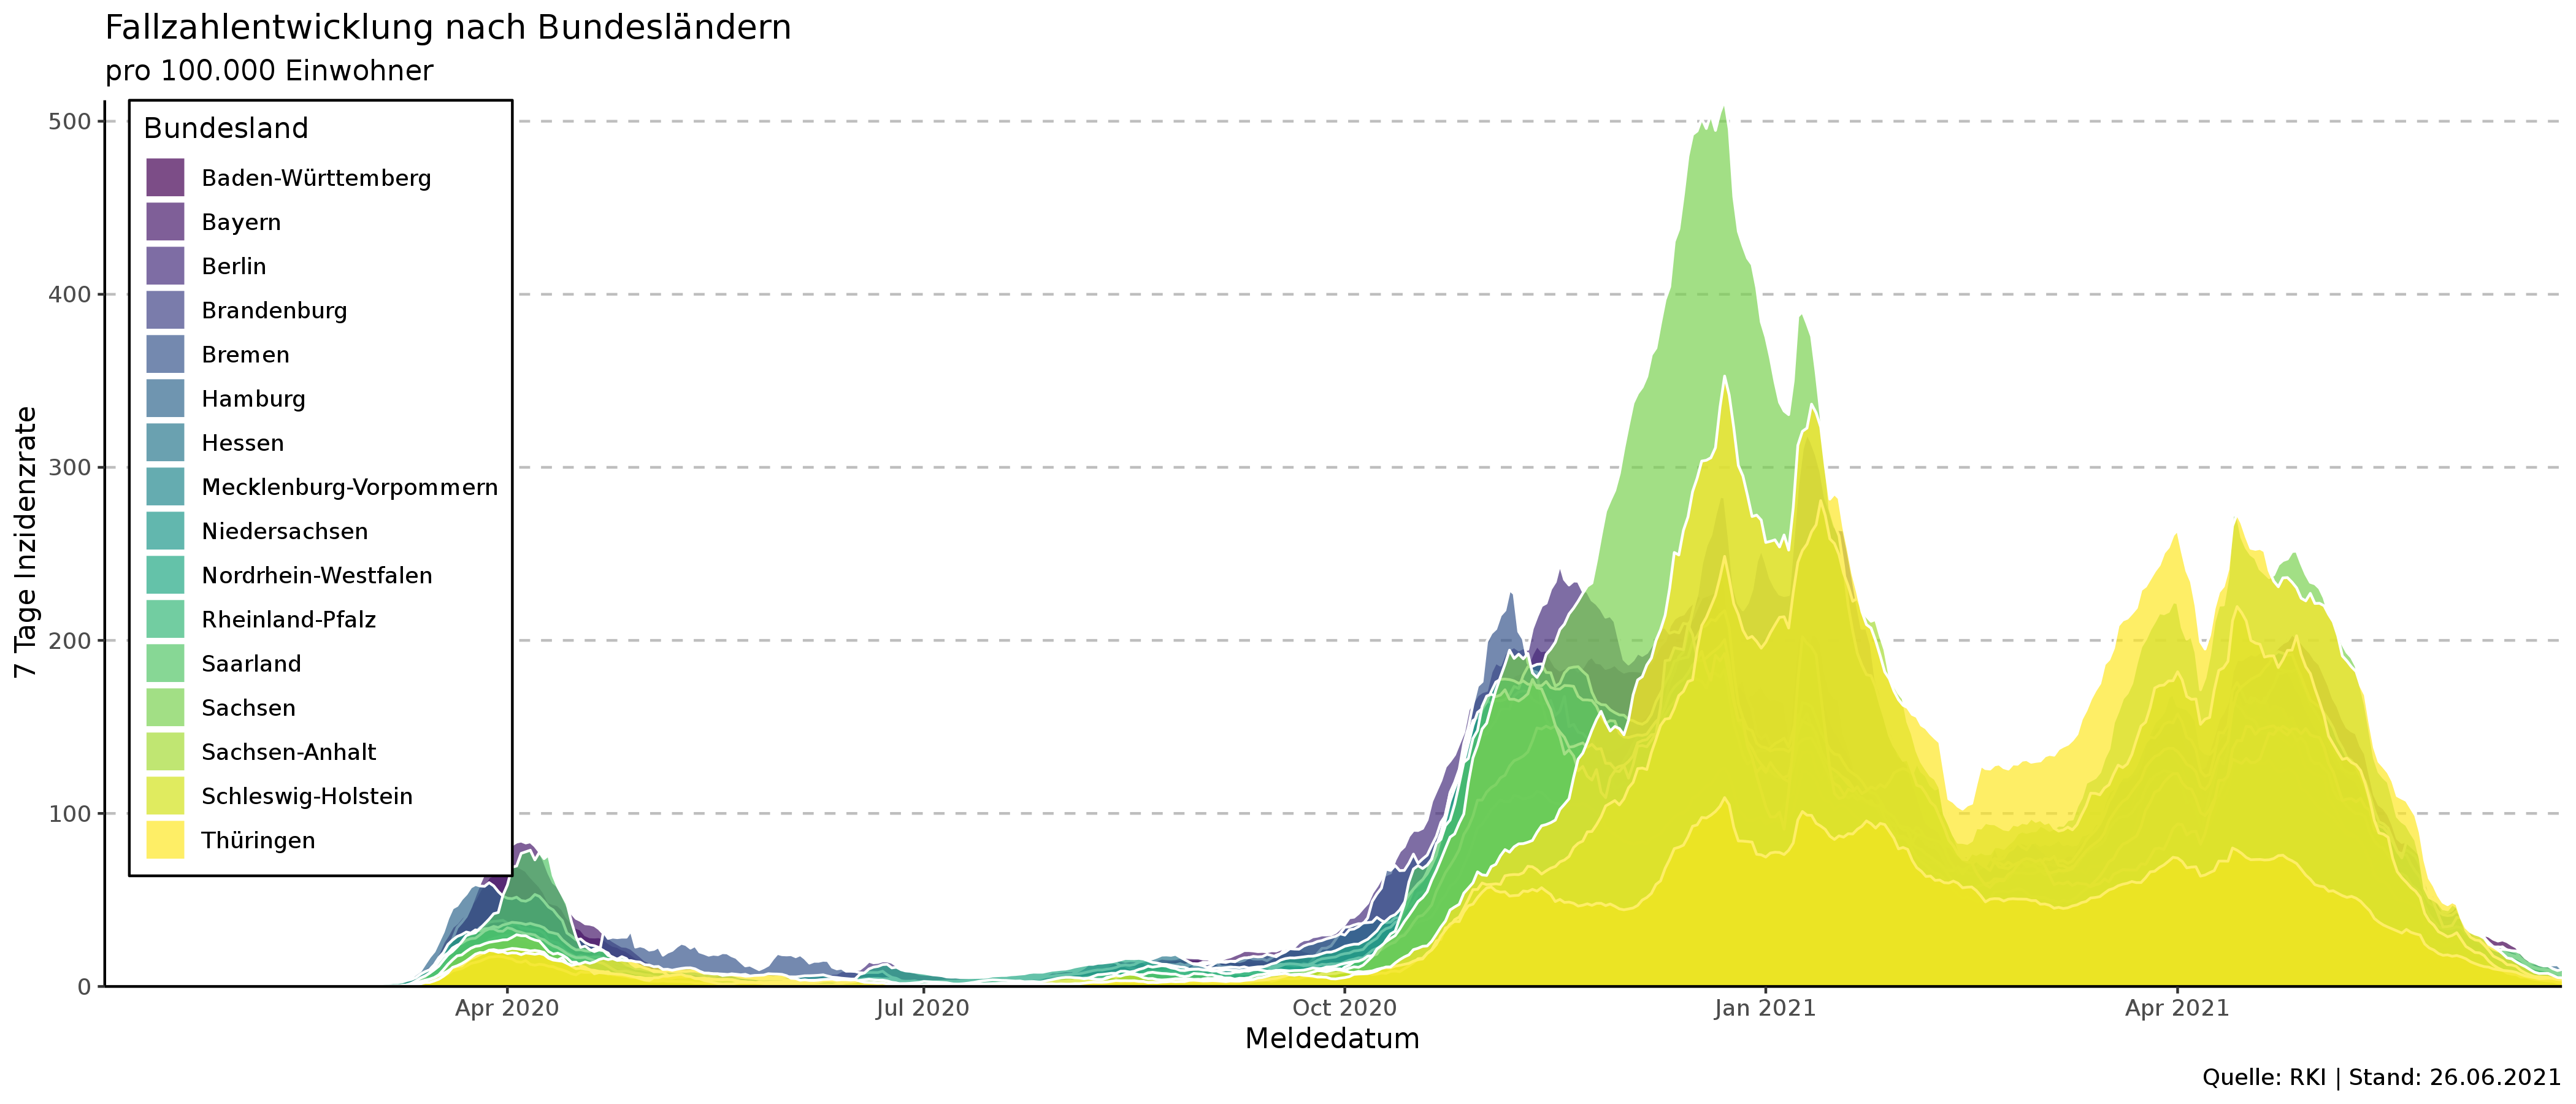 Fallzahlentwicklung nach Bundesländern
pro 100.000 Einwohner
Bundesland
Baden-Württemberg
Bayern
Berlin
Brandenburg
Bremen
Hamburg
Hessen
Mecklenburg-Vorpommern
Niedersachsen
Nordrhein-Westfalen
Rheinland-Pfalz
Saarland
Sachsen
Sachsen-Anhalt
Schleswig-Holstein
Thüringen
7 Tage Inzidenzrate
500
400
300
200
100
0
Apr 2020 Jul 2020 Oct 2020 Jan 2021 Apr 2021
Meldedatum
Quelle: RKI | Stand: 26.06.2021